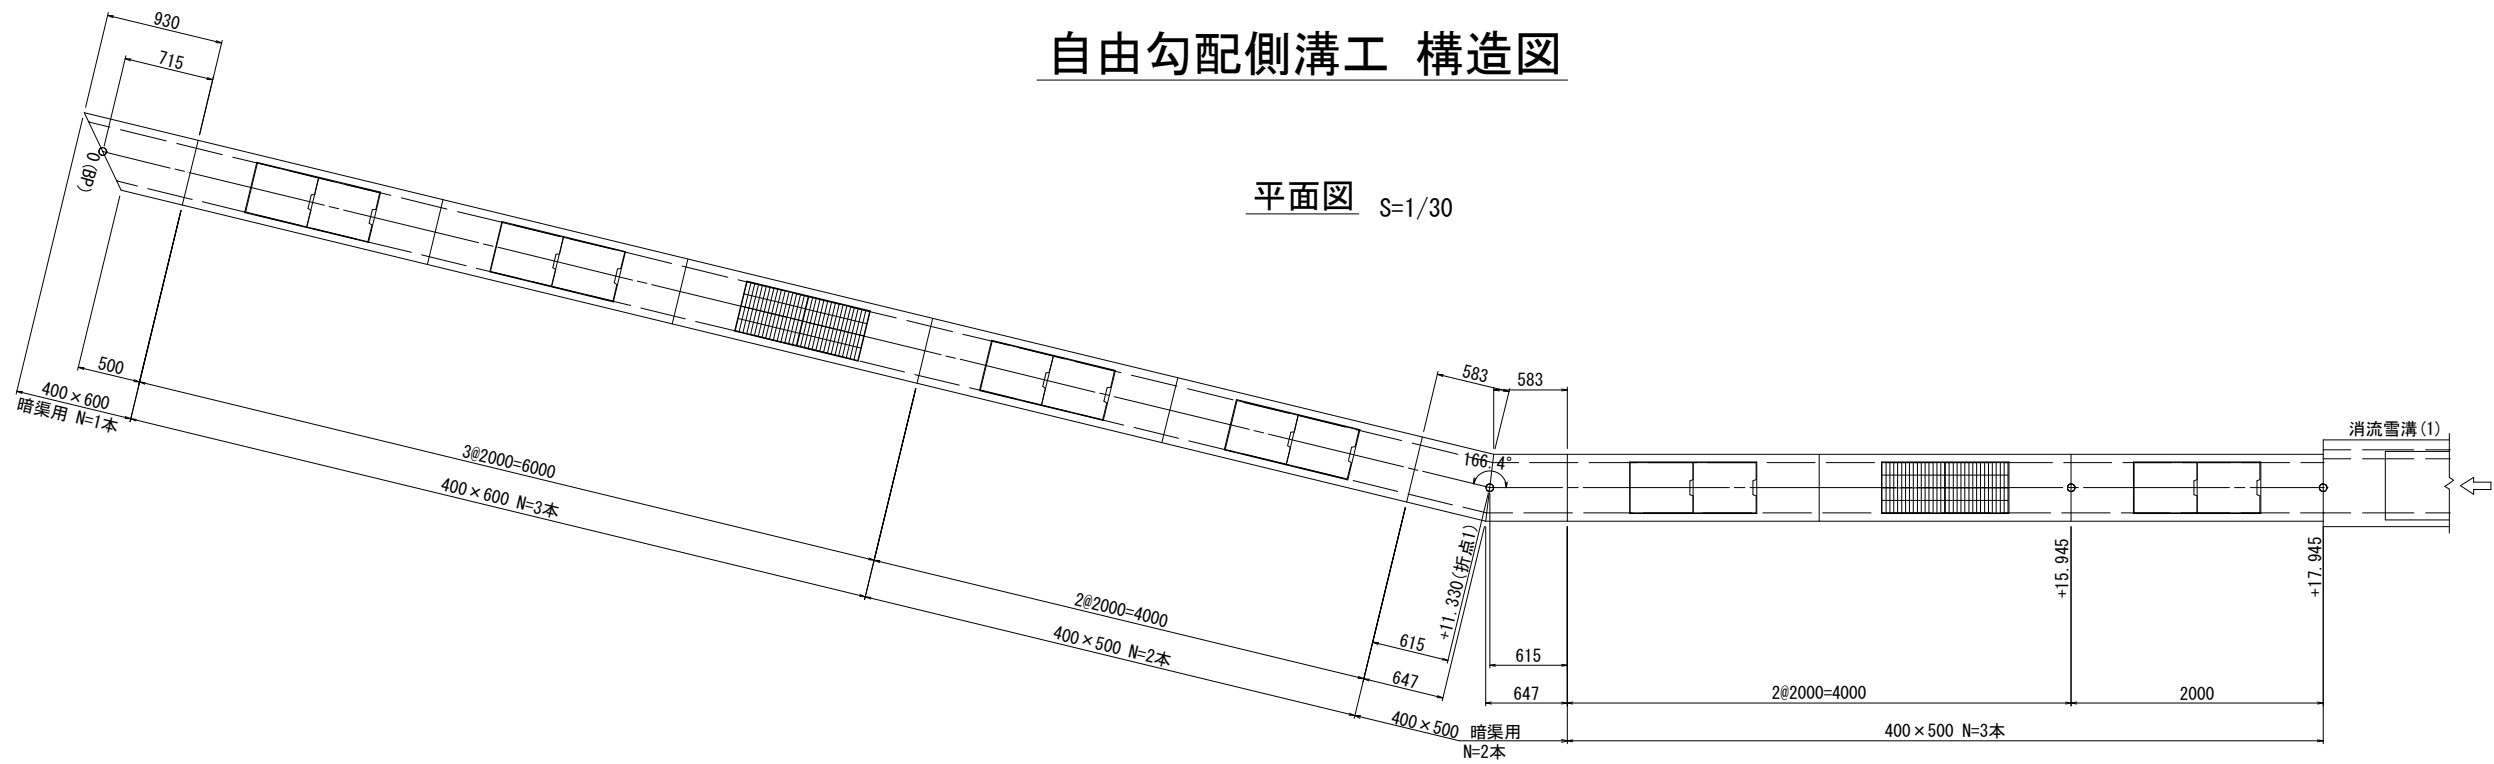 自由勾配側溝工 構造図
平面図 S=1/30
930
715
O(BP)
500
400×600
暗渠用 N=1本
3@2000=6000
400×600 N=3本
2@2000=4000
400×500 N=2本
583
583
166.4°
+11.330(折点1)
615
615
647
647
400×500 暗渠用
N=2本
2@2000=4000
2000
400×500 N=3本
+15.945
+17.945
消流雪溝(1)